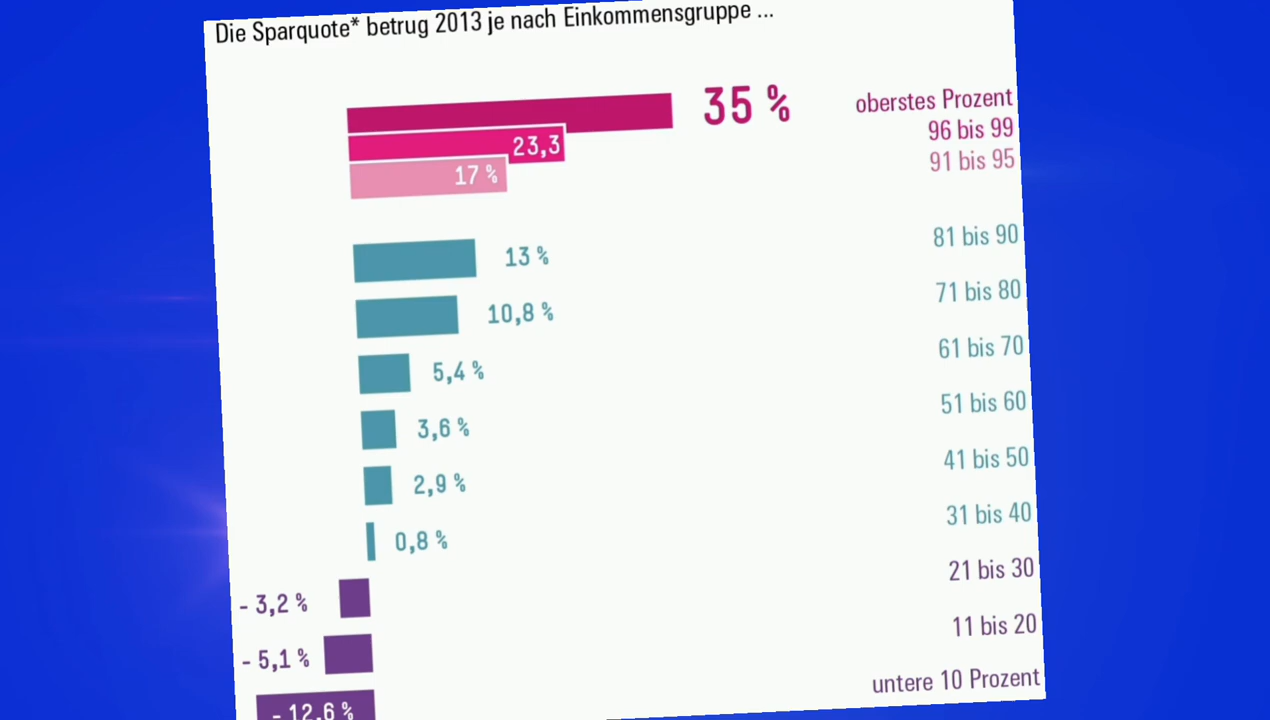 Die Sparquote* betrug 2013 je nach Einkommensgruppe ...
35 % oberstes Prozent
23,3 96 bis 99
17 % 91 bis 95
13 % 81 bis 90
10,8 % 71 bis 80
5,4 % 61 bis 70
3,6 % 51 bis 60
2,9 % 41 bis 50
0,8 % 31 bis 40
- 3,2 % 21 bis 30
- 5,1 % 11 bis 20
- 12,6 % untere 10 Prozent